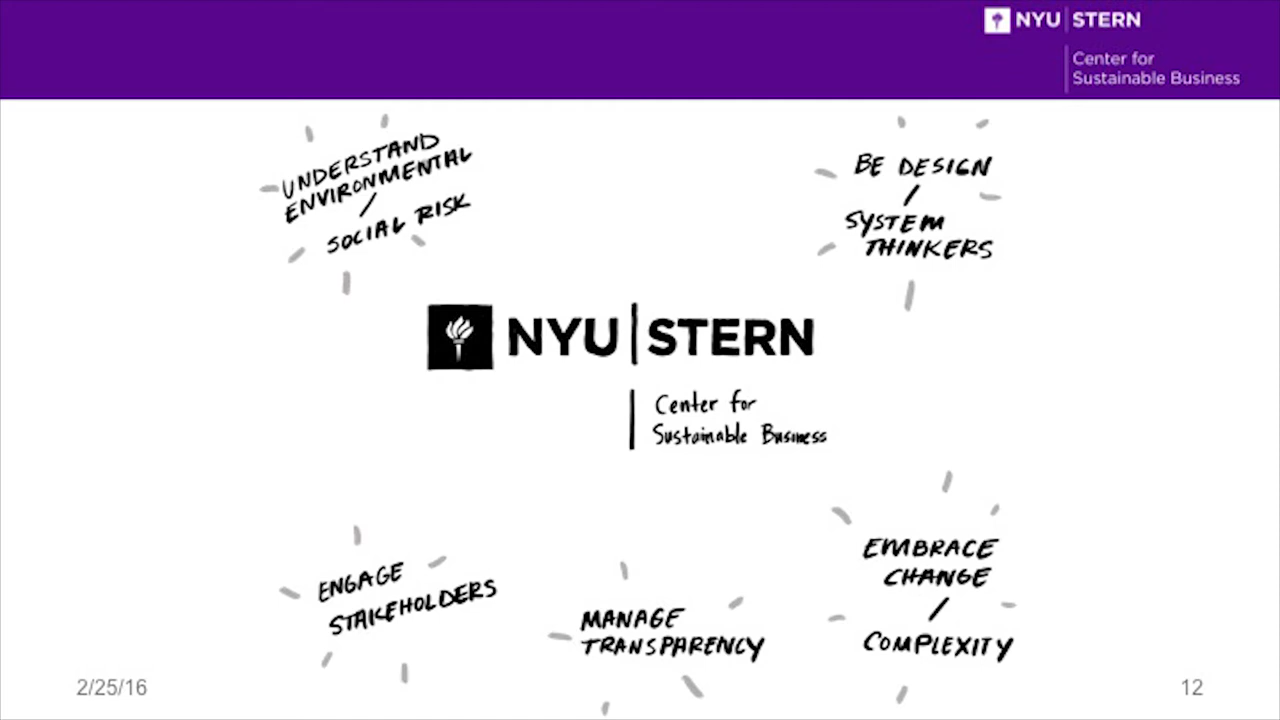 NYU STERN
Center for
Sustainable Business
UNDERSTAND
ENVIRONMENTAL
/
SOCIAL RISK
BE DESIGN
/
SYSTEM
THINKERS
NYU STERN
Center for
Sustainable Business
ENGAGE
STAKEHOLDERS
MANAGE
TRANSPARENCY
EMBRACE
CHANGE
/
COMPLEXITY
2/25/16
12